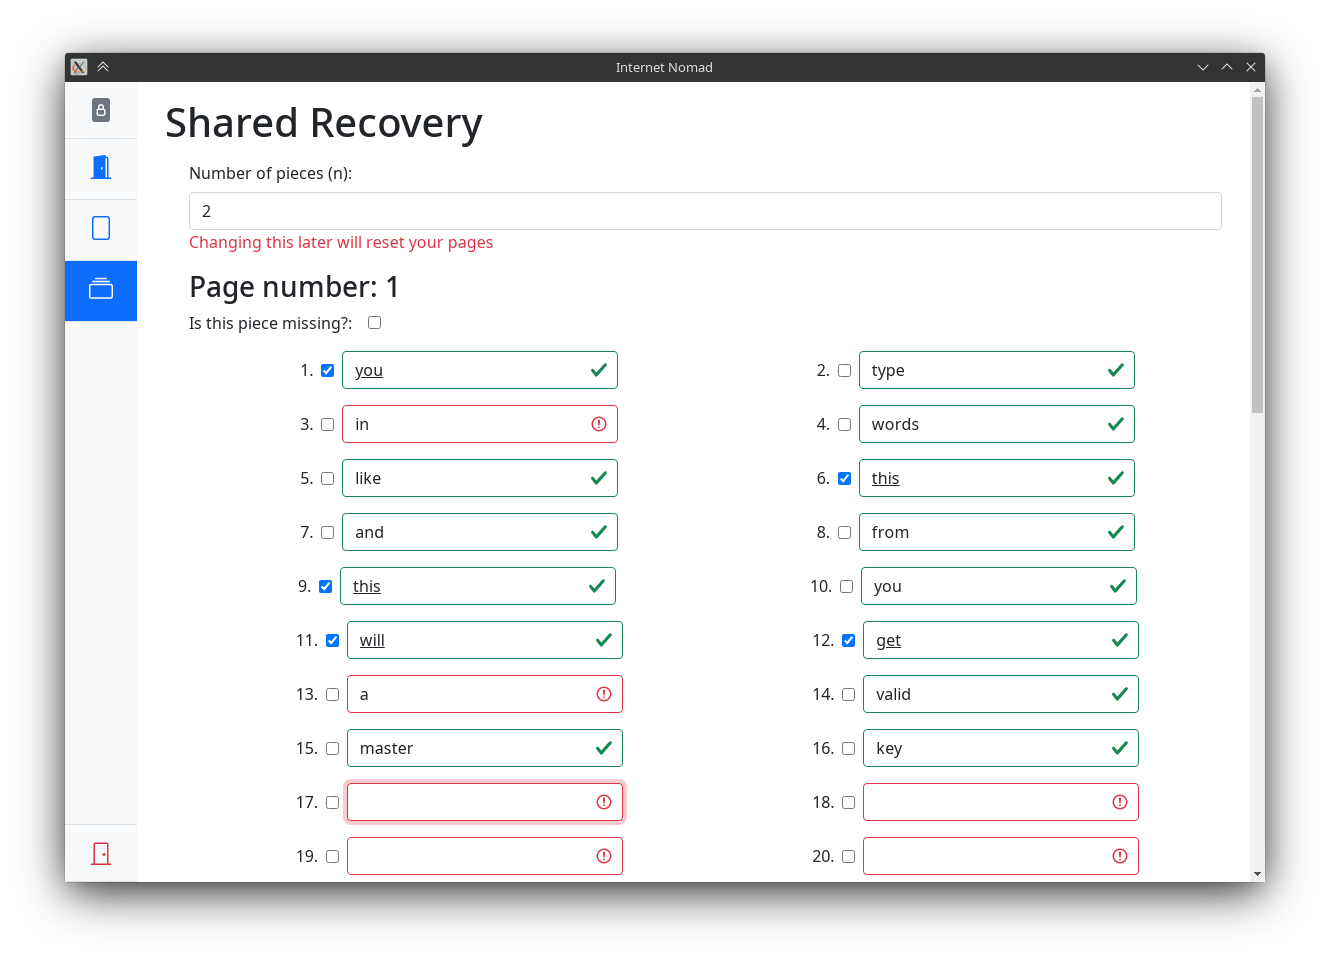 Internet Nomad
Shared Recovery
Number of pieces (n):
2
Changing this later will reset your pages
Page number: 1
Is this piece missing?:
1. you 2. type
3. in 4. words
5. like 6. this
7. and 8. from
9. this 10. you
11. will 12. get
13. a 14. valid
15. master 16. key
17. 18.
19. 20.